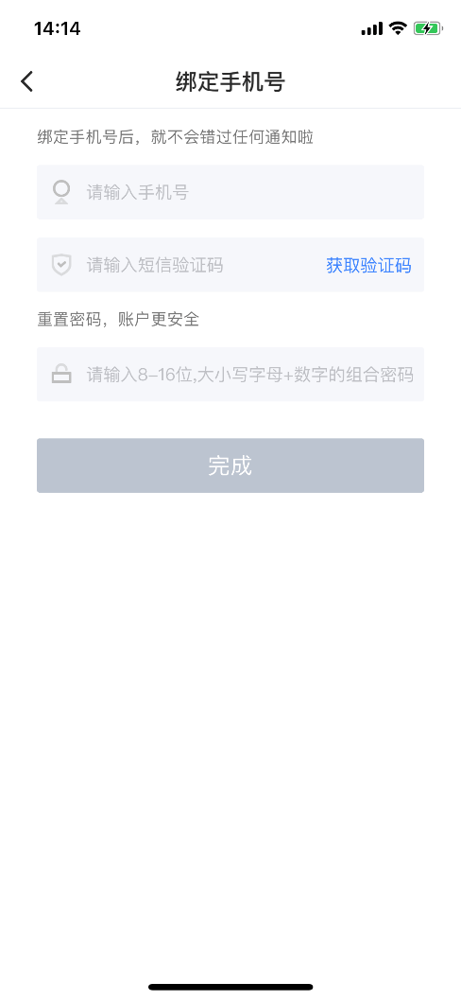 14:14
绑定手机号
绑定手机号后，就不会错过任何通知啦
请输入手机号
请输入短信验证码 获取验证码
重置密码，账户更安全
请输入8-16位,大小写字母+数字的组合密码
完成